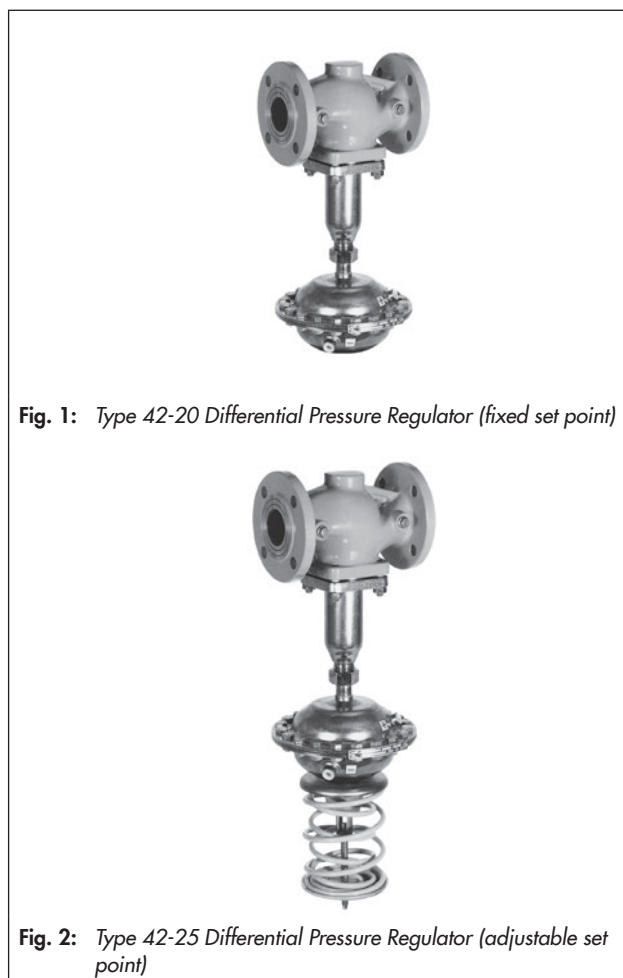 Fig. 1: Type 42-20 Differential Pressure Regulator (fixed set point)
Fig. 2: Type 42-25 Differential Pressure Regulator (adjustable set
point)